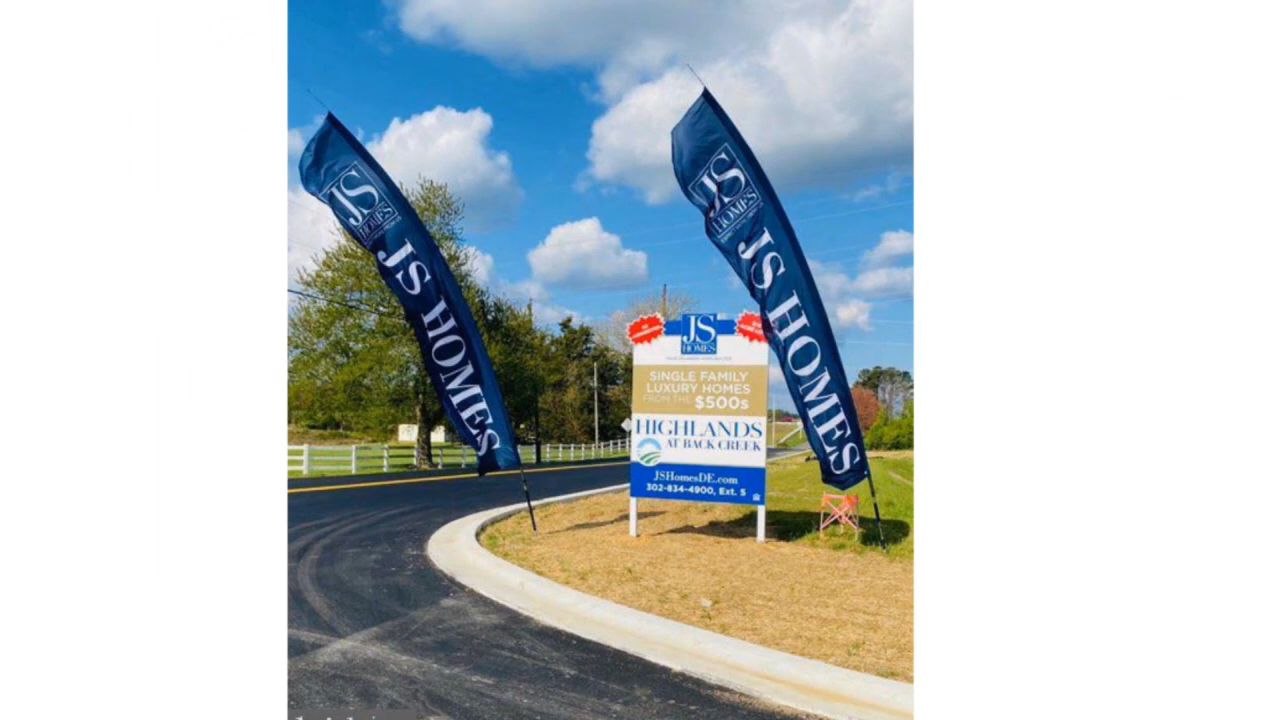 JS
HOMES
JS HOMES
JS
HOMES
JS HOMES
JS
HOMES
SINGLE FAMILY
LUXURY HOMES
FROM THE $500s
HIGHLANDS
AT BACK CREEK
JSHomesDE.com
302-834-4900, Ext. 5